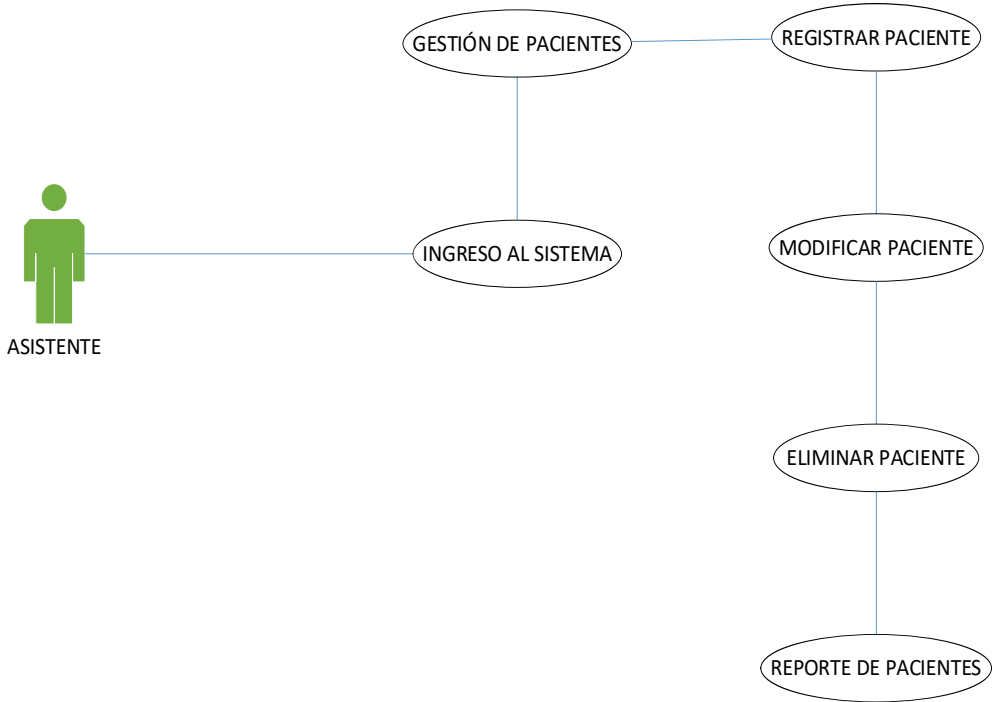 GESTIÓN DE PACIENTES
REGISTRAR PACIENTE
INGRESO AL SISTEMA
MODIFICAR PACIENTE
ASISTENTE
ELIMINAR PACIENTE
REPORTE DE PACIENTES